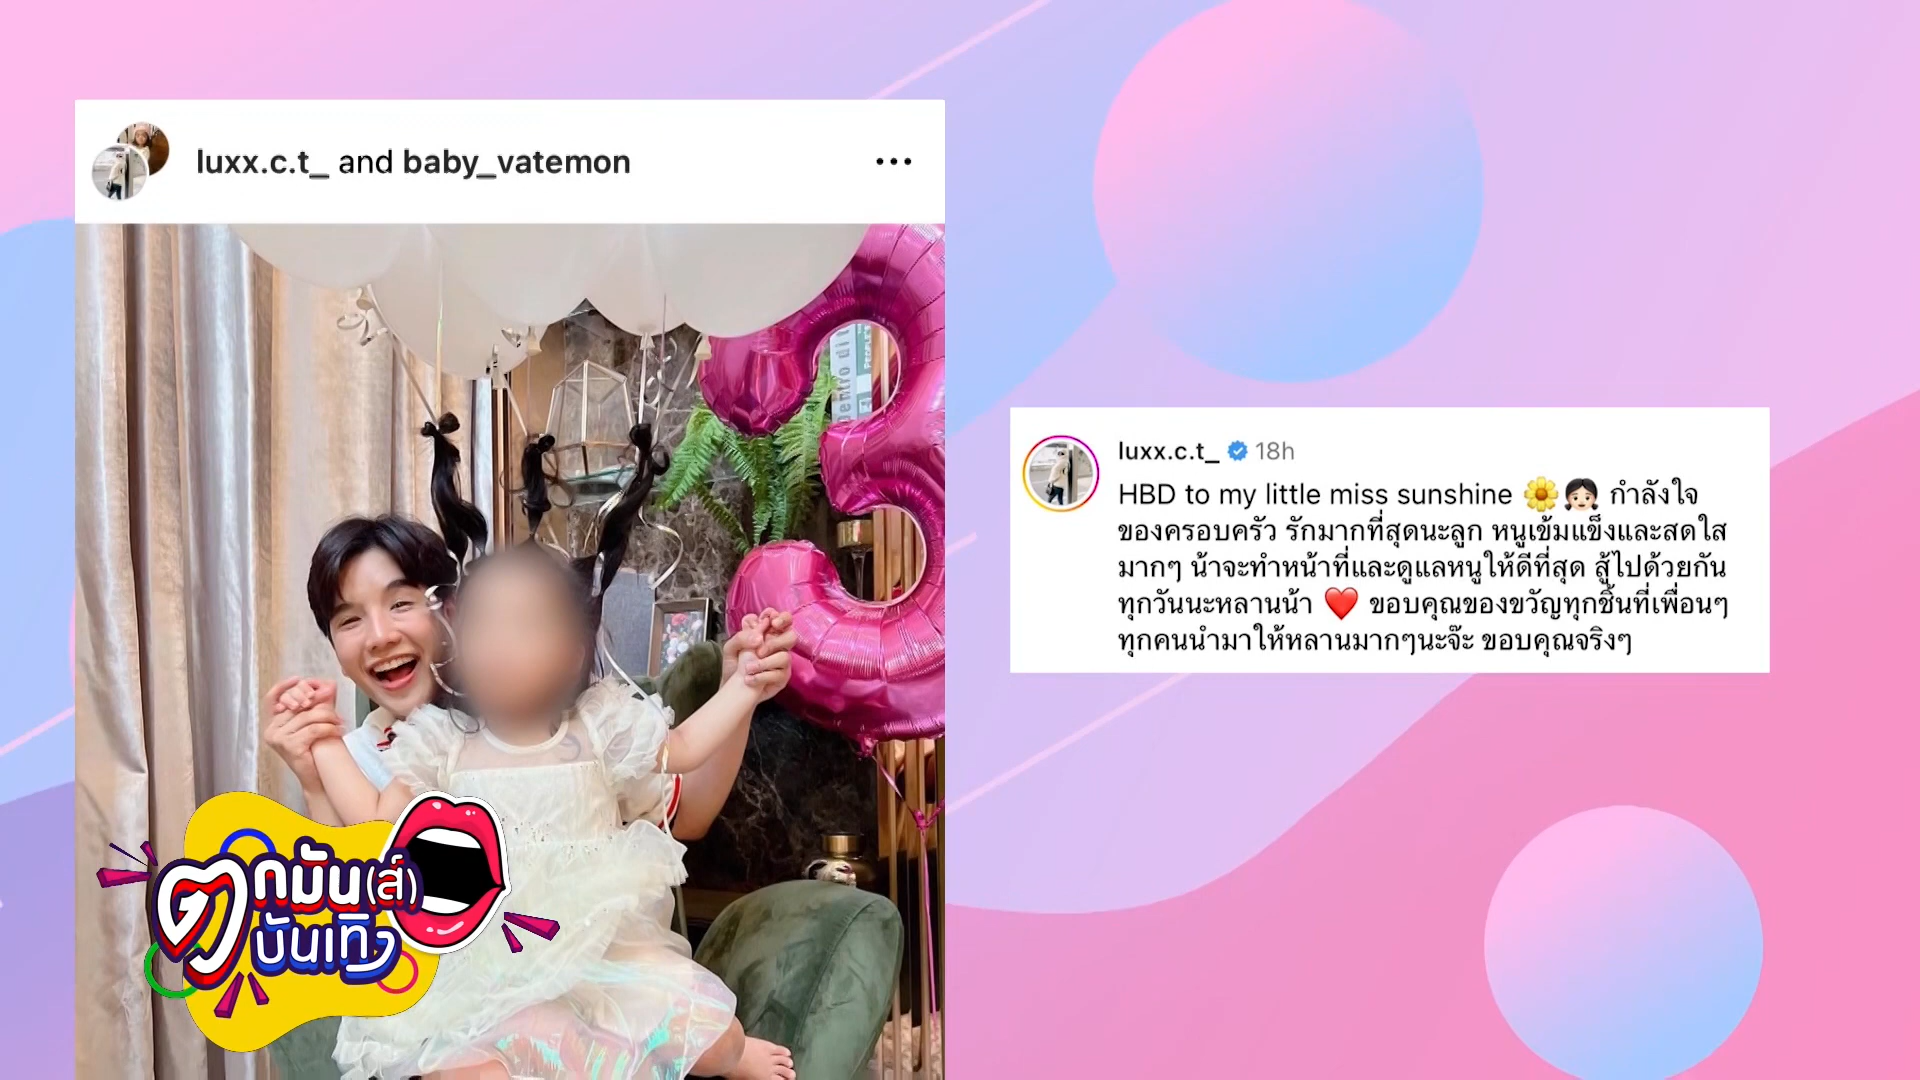 luxx.c.t_ and baby_vatemon
entro di
PEOPLE
luxx.c.t_ 18h
HBD to my little miss sunshine 🌼👧🏻 กำลังใจ
ของครอบครัว รักมากที่สุดนะลูก หนูเข้มแข็งและสดใส
มากๆ น้าจะทำหน้าที่และดูแลหนูให้ดีที่สุด สู้ไปด้วยกัน
ทุกวันนะหลานน้า ❤️ ขอบคุณของขวัญทุกชิ้นที่เพื่อนๆ
ทุกคนนำมาให้หลานมากๆนะจ๊ะ ขอบคุณจริงๆ
ตกมัน(ส์)
บันเทิง